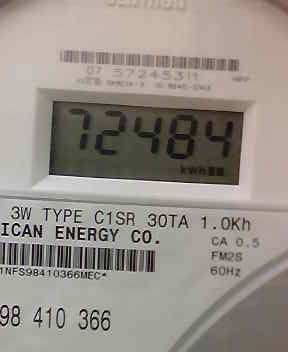 07 57245311
72484
kwh
3W TYPE C1SR 30TA 1.0Kh
ICAN ENERGY CO.
CA 0.5
FM2S
60Hz
1NFS98410366MEC*
98 410 366